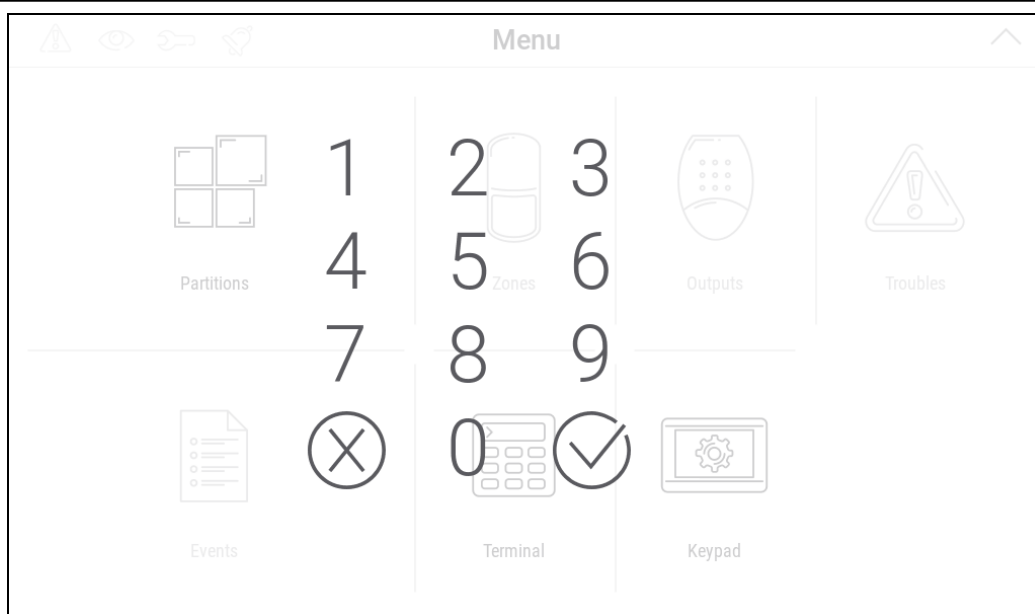 Menu
1 2 3
Partitions 4 5 Zones 6 Outputs Troubles
7 8 9
0
Events Terminal Keypad